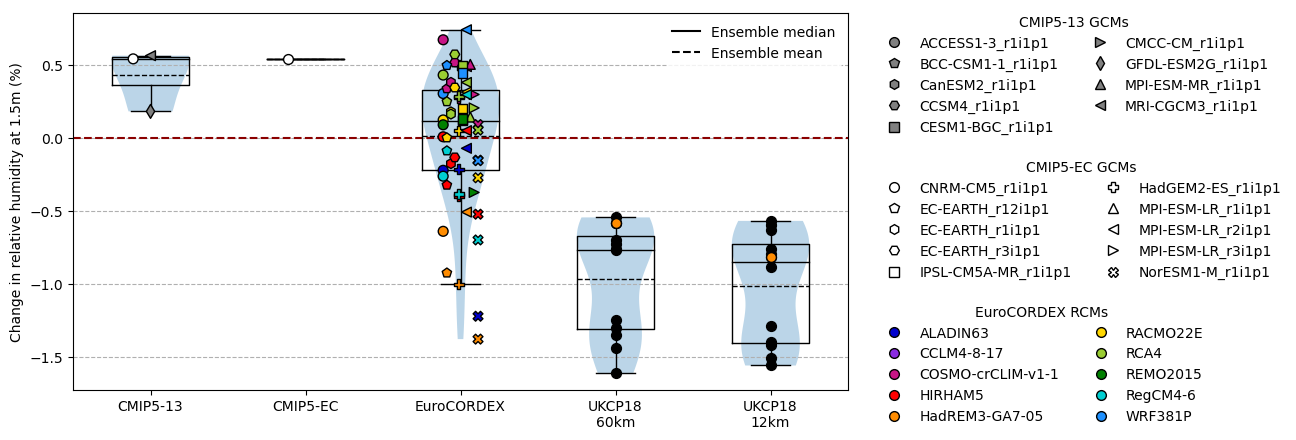 Change in relative humidity at 1.5m (%)
0.5
0.0
−0.5
−1.0
−1.5
CMIP5-13
CMIP5-EC
EuroCORDEX
UKCP18
60km
UKCP18
12km
Ensemble median
Ensemble mean
CMIP5-13 GCMs
ACCESS1-3_r1i1p1
BCC-CSM1-1_r1i1p1
CanESM2_r1i1p1
CCSM4_r1i1p1
CESM1-BGC_r1i1p1
CMCC-CM_r1i1p1
GFDL-ESM2G_r1i1p1
MPI-ESM-MR_r1i1p1
MRI-CGCM3_r1i1p1
CMIP5-EC GCMs
CNRM-CM5_r1i1p1
EC-EARTH_r12i1p1
EC-EARTH_r1i1p1
EC-EARTH_r3i1p1
IPSL-CM5A-MR_r1i1p1
HadGEM2-ES_r1i1p1
MPI-ESM-LR_r1i1p1
MPI-ESM-LR_r2i1p1
MPI-ESM-LR_r3i1p1
NorESM1-M_r1i1p1
EuroCORDEX RCMs
ALADIN63
CCLM4-8-17
COSMO-crCLIM-v1-1
HIRHAM5
HadREM3-GA7-05
RACMO22E
RCA4
REMO2015
RegCM4-6
WRF381P